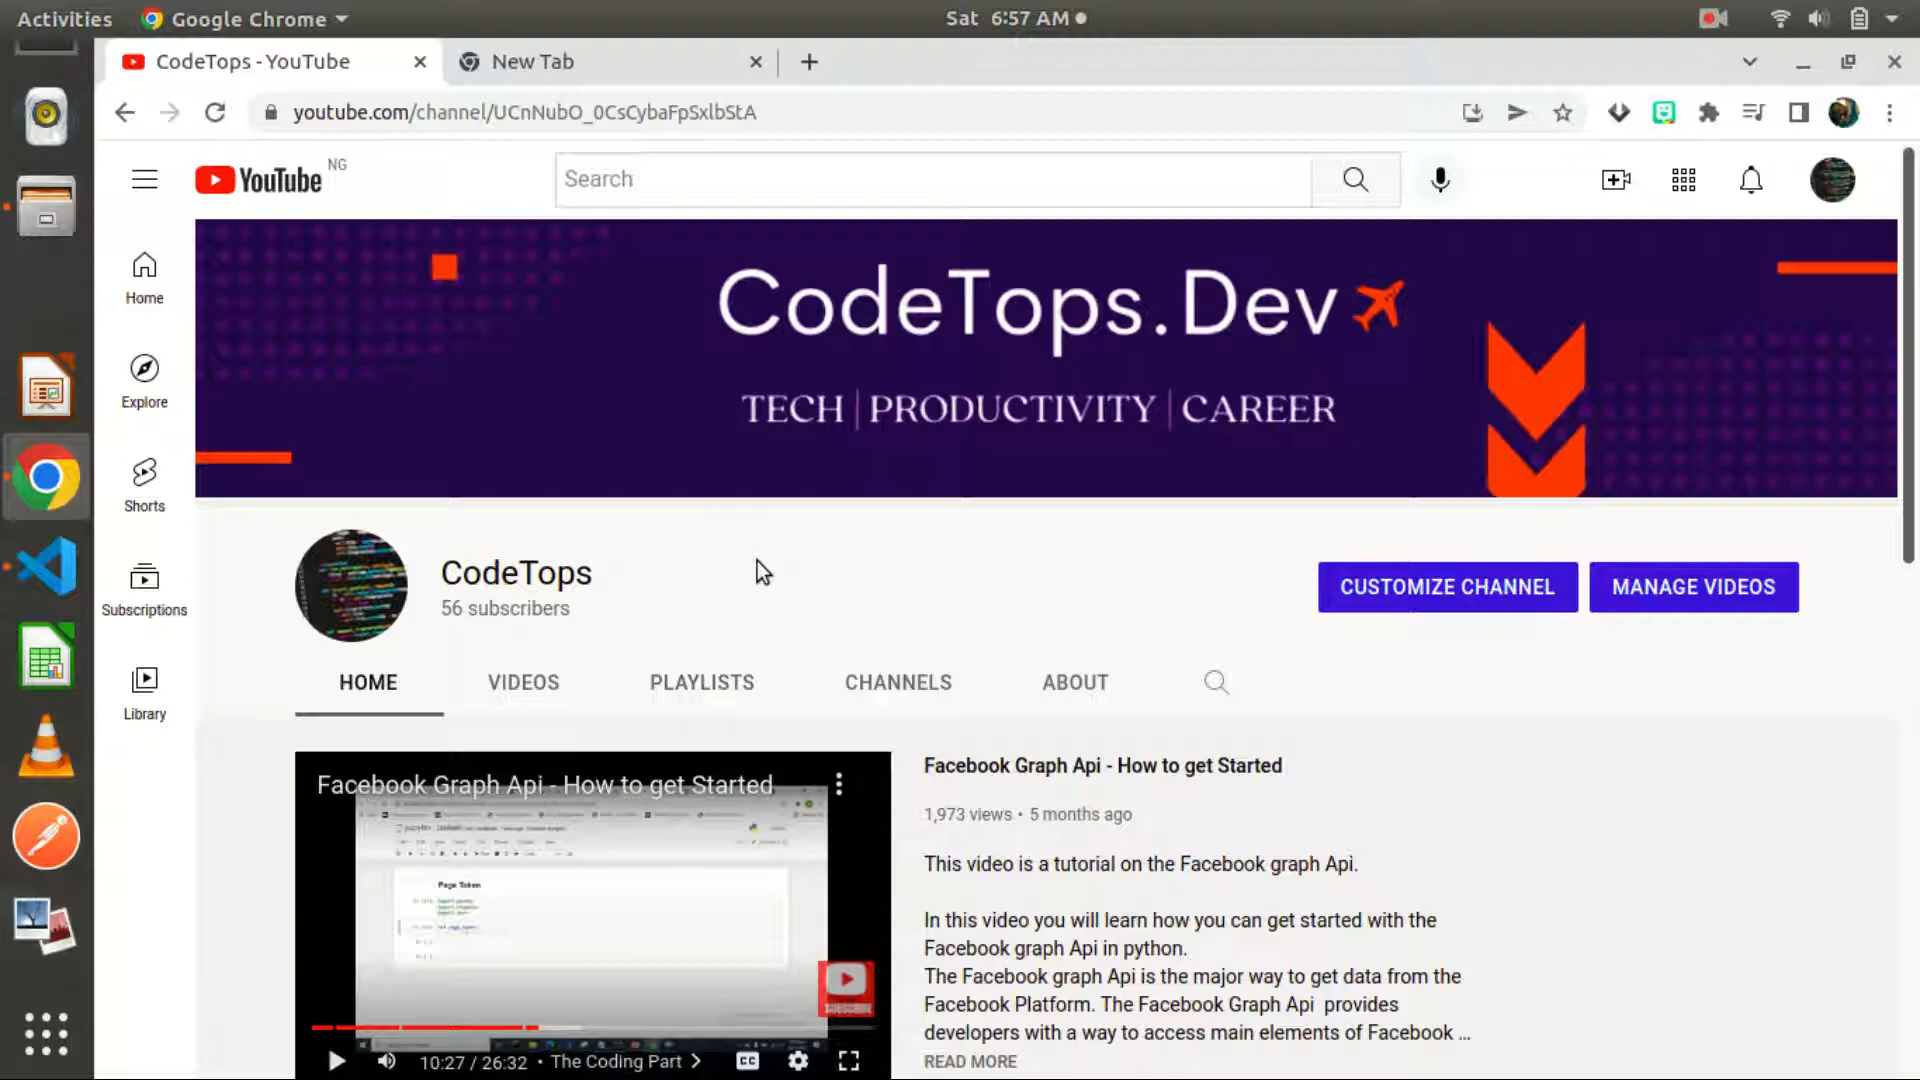 Activities
Google Chrome
Sat 6:57 AM
CodeTops - YouTube
New Tab
youtube.com/channel/UCnNubO_0CsCybaFpSxlbStA
YouTube NG
Search
Home
Explore
Shorts
Subscriptions
Library
CodeTops.Dev
TECH | PRODUCTIVITY | CAREER
CodeTops
56 subscribers
CUSTOMIZE CHANNEL
MANAGE VIDEOS
HOME
VIDEOS
PLAYLISTS
CHANNELS
ABOUT
Facebook Graph Api - How to get Started
Page Token
10:27 / 26:32 • The Coding Part
CC
Facebook Graph Api - How to get Started
1,973 views • 5 months ago
This video is a tutorial on the Facebook graph Api.
In this video you will learn how you can get started with the
Facebook graph Api in python.
The Facebook graph Api is the major way to get data from the
Facebook Platform. The Facebook Graph Api provides
developers with a way to access main elements of Facebook ...
READ MORE